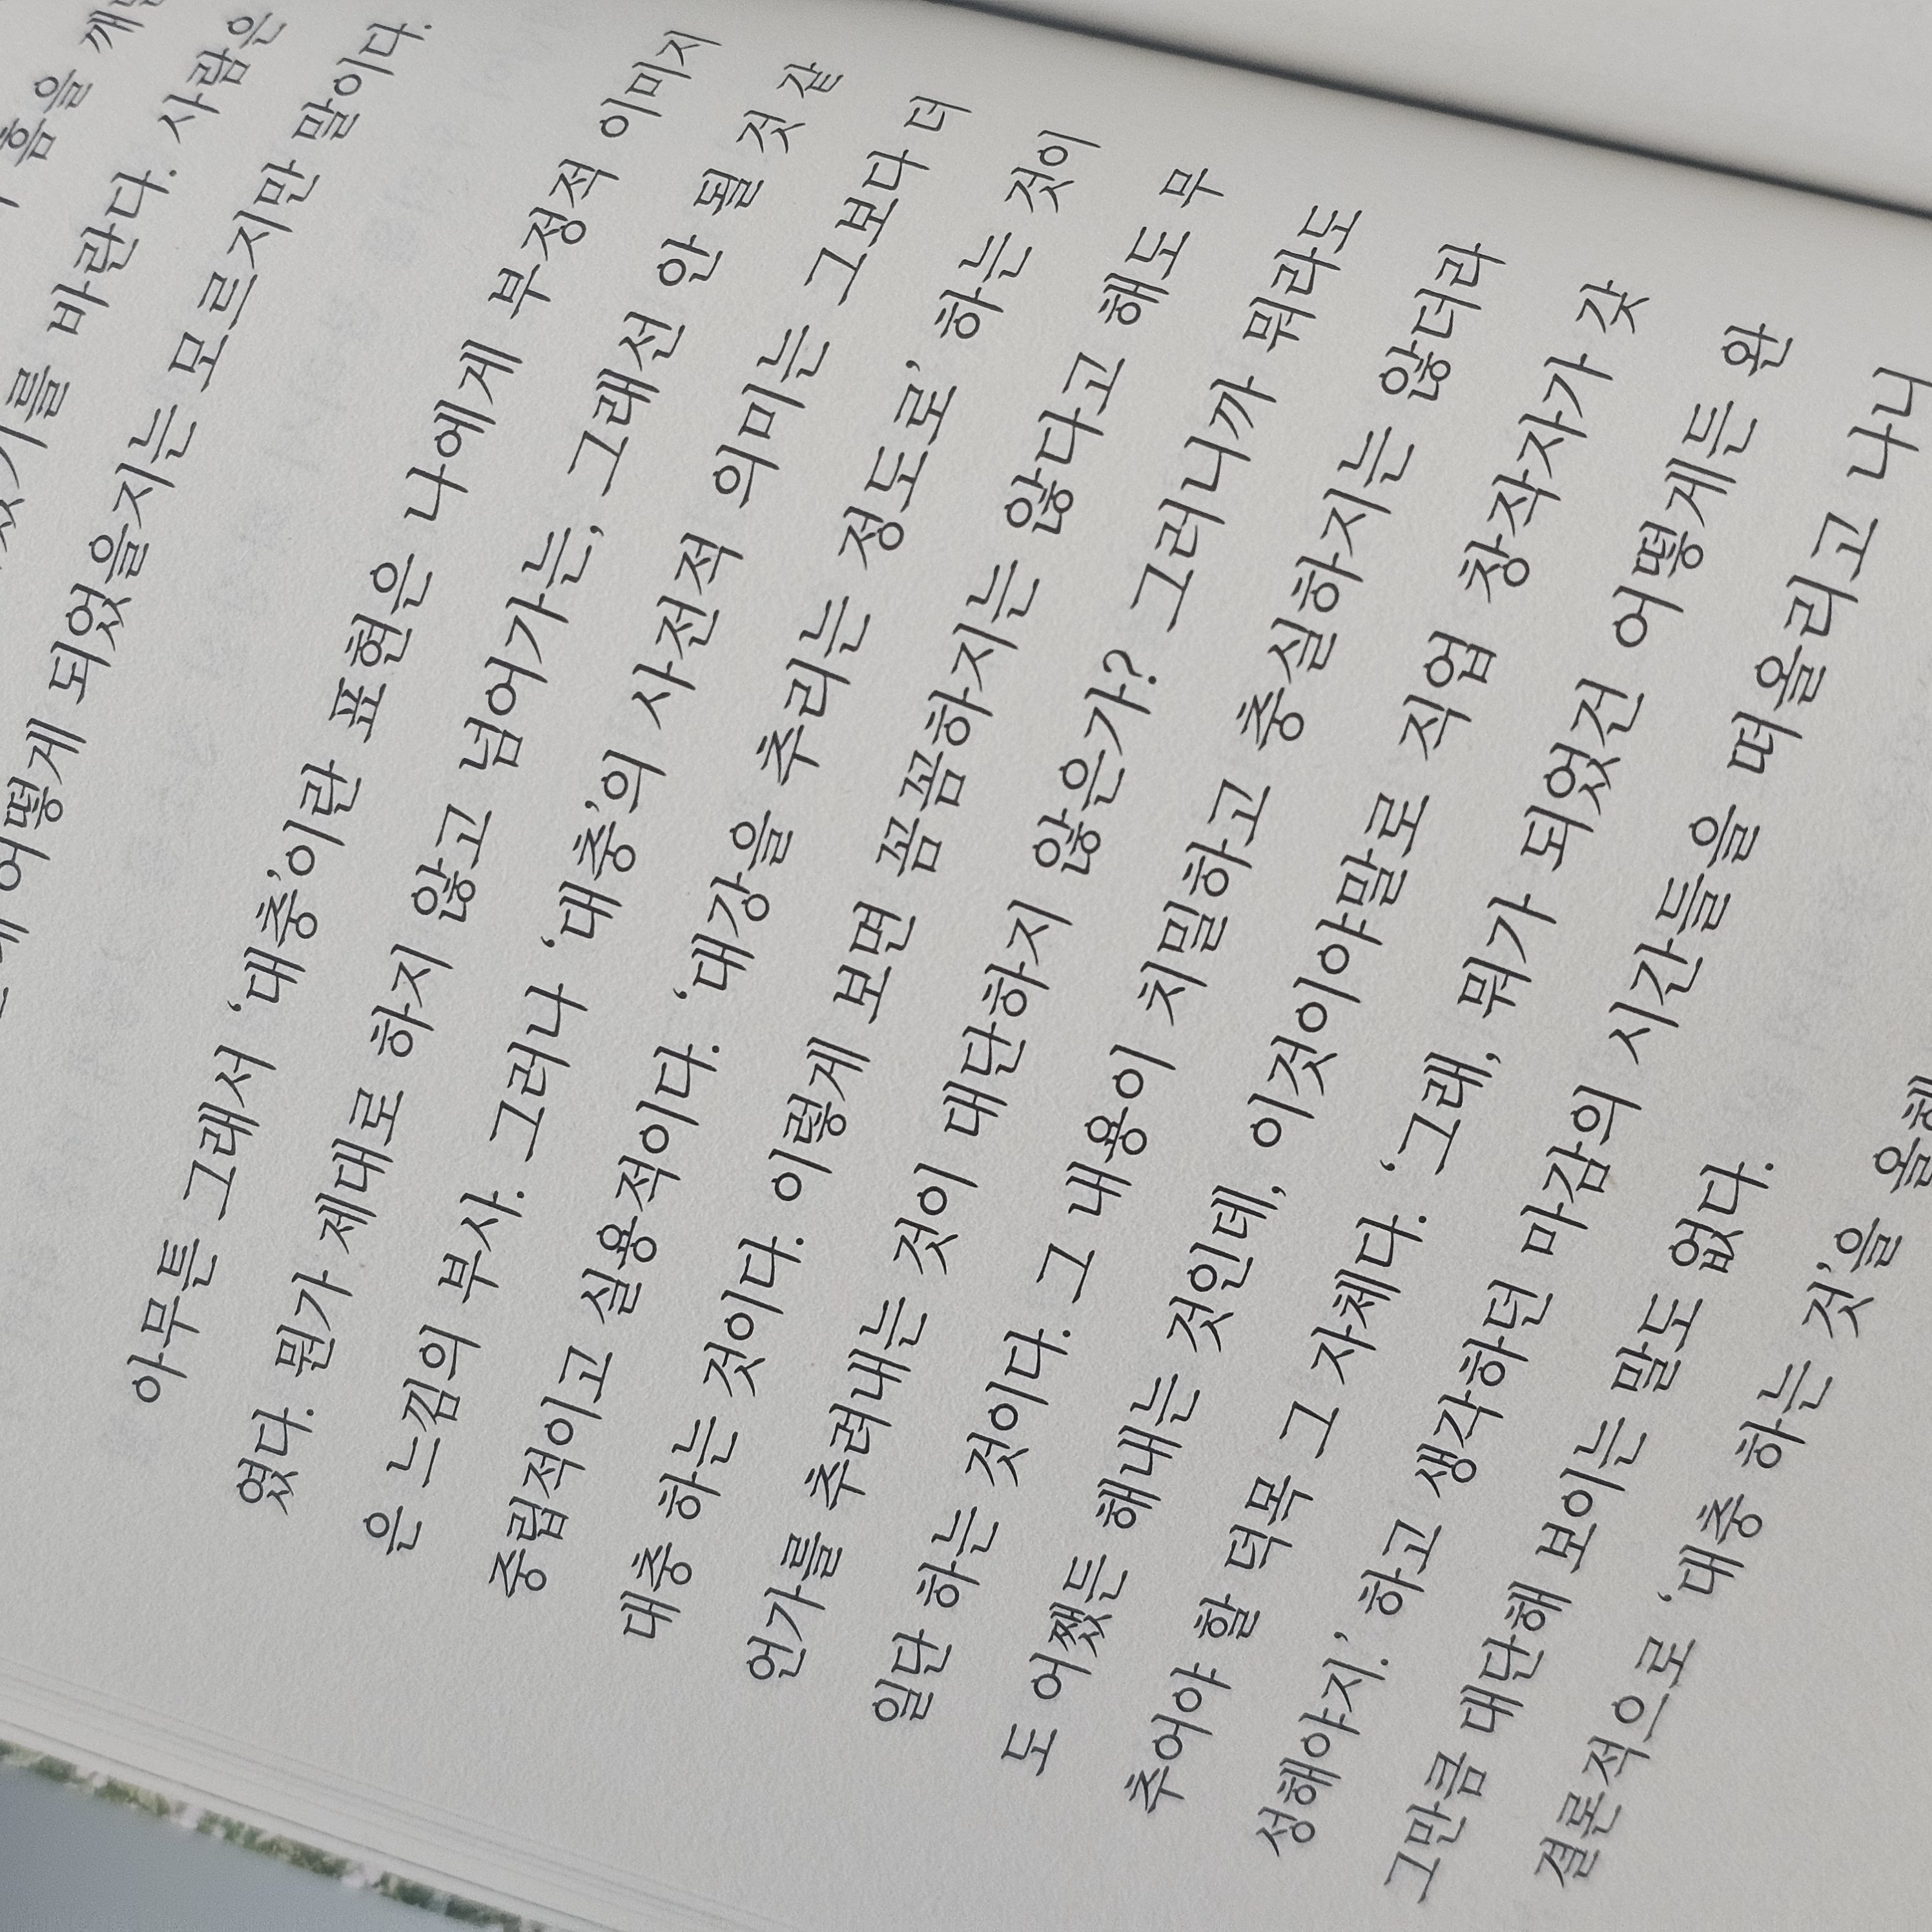 흠을
기를 바란다. 사람은
어떻게 되었을지는 모르지만 말이다.
아무튼 그래서 ‘대충’이란 표현은 나에게 부정적 이미지
였다. 뭔가 제대로 하지 않고 넘어가는, 그래선 안 될 것 같
은 느낌의 부사. 그러나 ‘대충’의 사전적 의미는 그보다 더
중립적이고 실용적이다. ‘대강을 추리는 정도로’ 하는 것이
대충 하는 것이다. 이렇게 보면 꼼꼼하지는 않다고 해도 무
언가를 추려내는 것이 대단하지 않은가? 그러니까 뭐라도
일단 하는 것이다. 그 내용이 치밀하고 충실하지는 않더라
도 어쨌든 해내는 것인데, 이것이야말로 직업 창작자가 갖
추어야 할 덕목 그 자체다. ‘그래, 뭐가 되었건 어떻게든 완
성해야지.’ 하고 생각하던 마감의 시간들을 떠올리고 나니
그만큼 대단해 보이는 말도 없다.
결론적으로 ‘대충 하는 것’을 올해